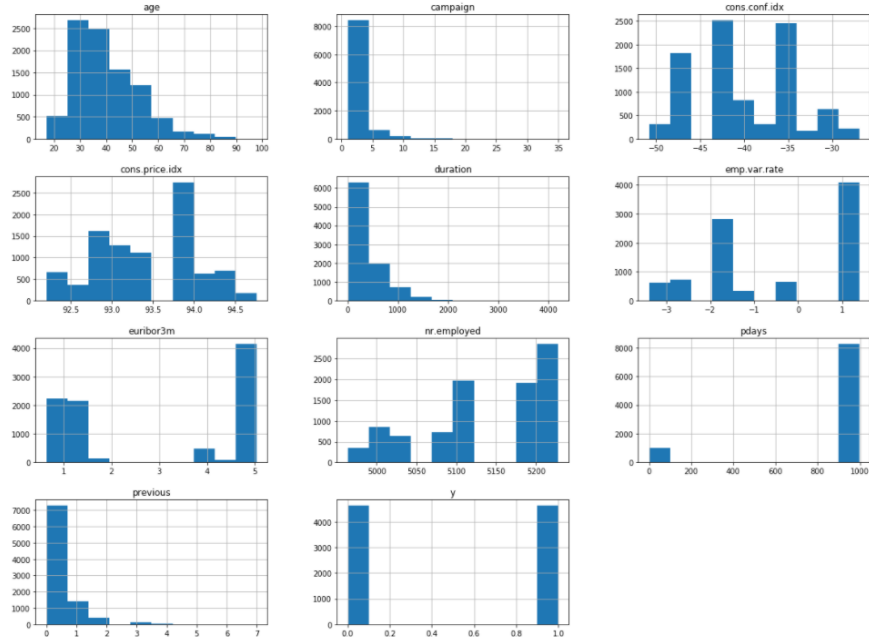 age
2500
2000
1500
1000
500
0
20 30 40 50 60 70 80 90 100
campaign
8000
6000
4000
2000
0
0 5 10 15 20 25 30 35
cons.conf.idx
2500
2000
1500
1000
500
0
−50 −45 −40 −35 −30
cons.price.idx
2500
2000
1500
1000
500
0
92.5 93.0 93.5 94.0 94.5
duration
6000
5000
4000
3000
2000
1000
0
0 1000 2000 3000 4000
emp.var.rate
4000
3000
2000
1000
0
−3 −2 −1 0 1
euribor3m
4000
3000
2000
1000
0
1 2 3 4 5
nr.employed
2500
2000
1500
1000
500
0
5000 5050 5100 5150 5200
pdays
8000
6000
4000
2000
0
0 200 400 600 800 1000
previous
7000
6000
5000
4000
3000
2000
1000
0
0 1 2 3 4 5 6 7
y
4000
3000
2000
1000
0
0.0 0.2 0.4 0.6 0.8 1.0